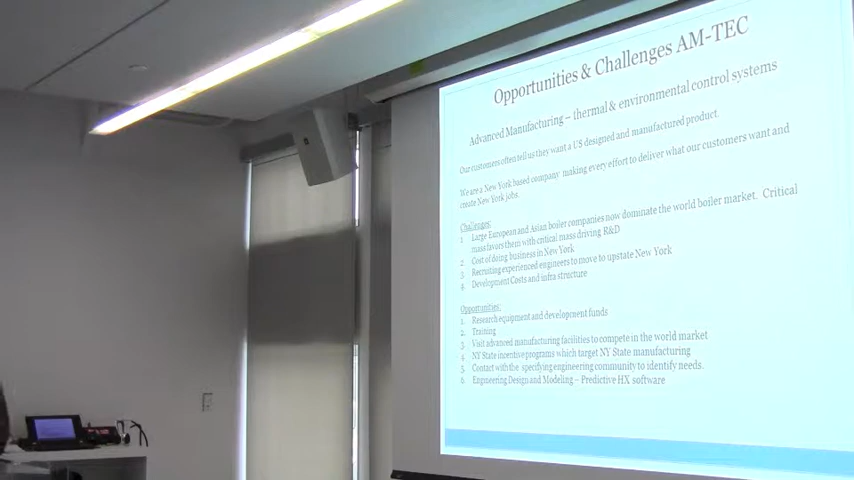 Opportunities & Challenges AM-TEC
Advanced Manufacturing – thermal & environmental control systems
Our customers often tell us they want a US designed and manufactured product.
We are a New York based company making every effort to deliver what our customers want and
create New York jobs.
Challenges:
1 Large European and Asian boiler companies now dominate the world boiler market. Critical
mass favors them with critical mass driving R&D
2 Cost of doing business in New York
3 Recruiting experienced engineers to move to upstate New York
4 Development Costs and infra structure
Opportunities:
1. Research equipment and development funds
2. Training
3. Visit advanced manufacturing facilities to compete in the world market
4. NY State incentive programs which target NY State manufacturing
5. Contact with the specifying engineering community to identify needs.
6. Engineering Design and Modeling – Predictive HX software